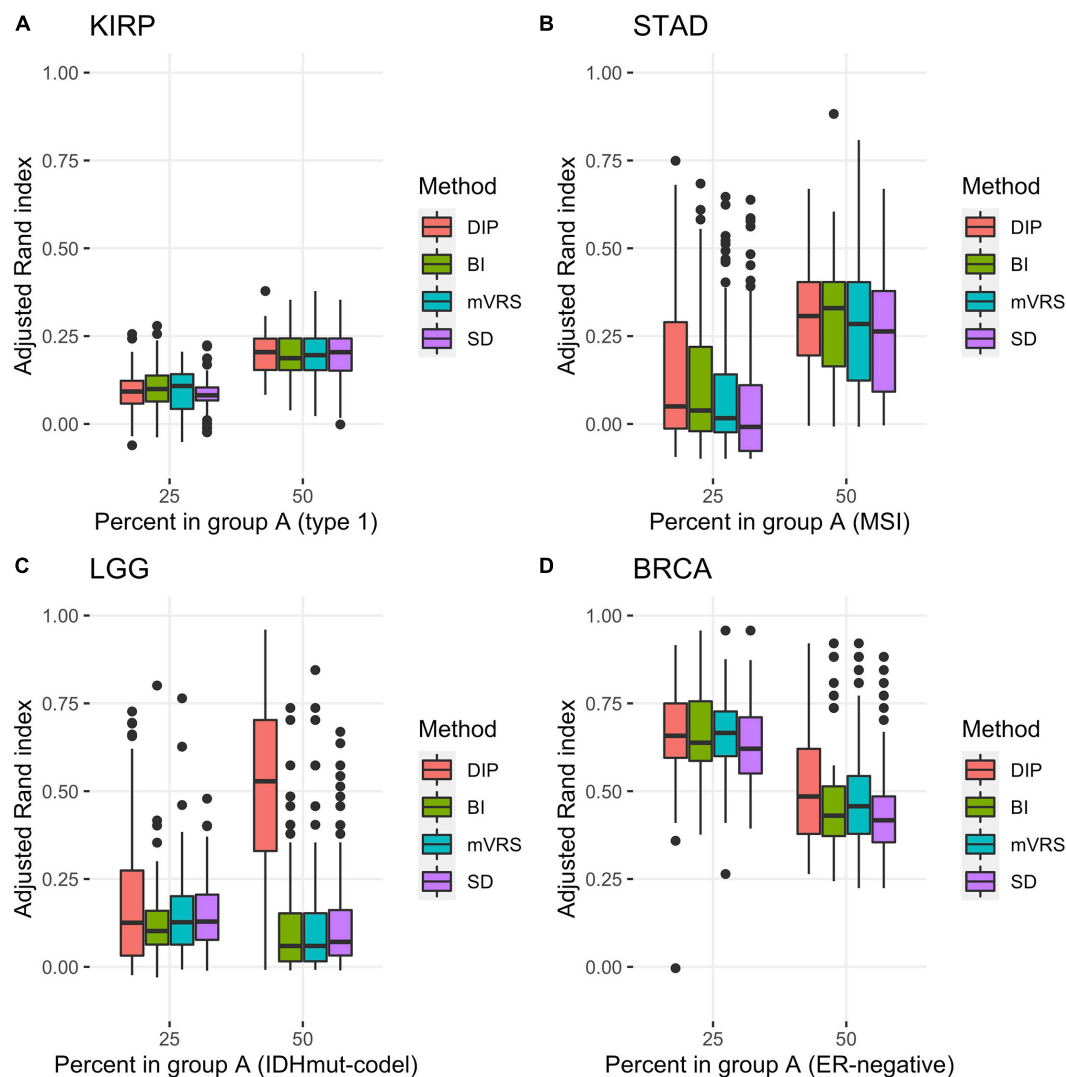 A KIRP
Adjusted Rand index
1.00
0.75
0.50
0.25
0.00
25 50
Percent in group A (type 1)
Method
DIP
BI
mVRS
SD
B STAD
Adjusted Rand index
1.00
0.75
0.50
0.25
0.00
25 50
Percent in group A (MSI)
Method
DIP
BI
mVRS
SD
C LGG
Adjusted Rand index
1.00
0.75
0.50
0.25
0.00
25 50
Percent in group A (IDHmut-codel)
Method
DIP
BI
mVRS
SD
D BRCA
Adjusted Rand index
1.00
0.75
0.50
0.25
0.00
25 50
Percent in group A (ER-negative)
Method
DIP
BI
mVRS
SD